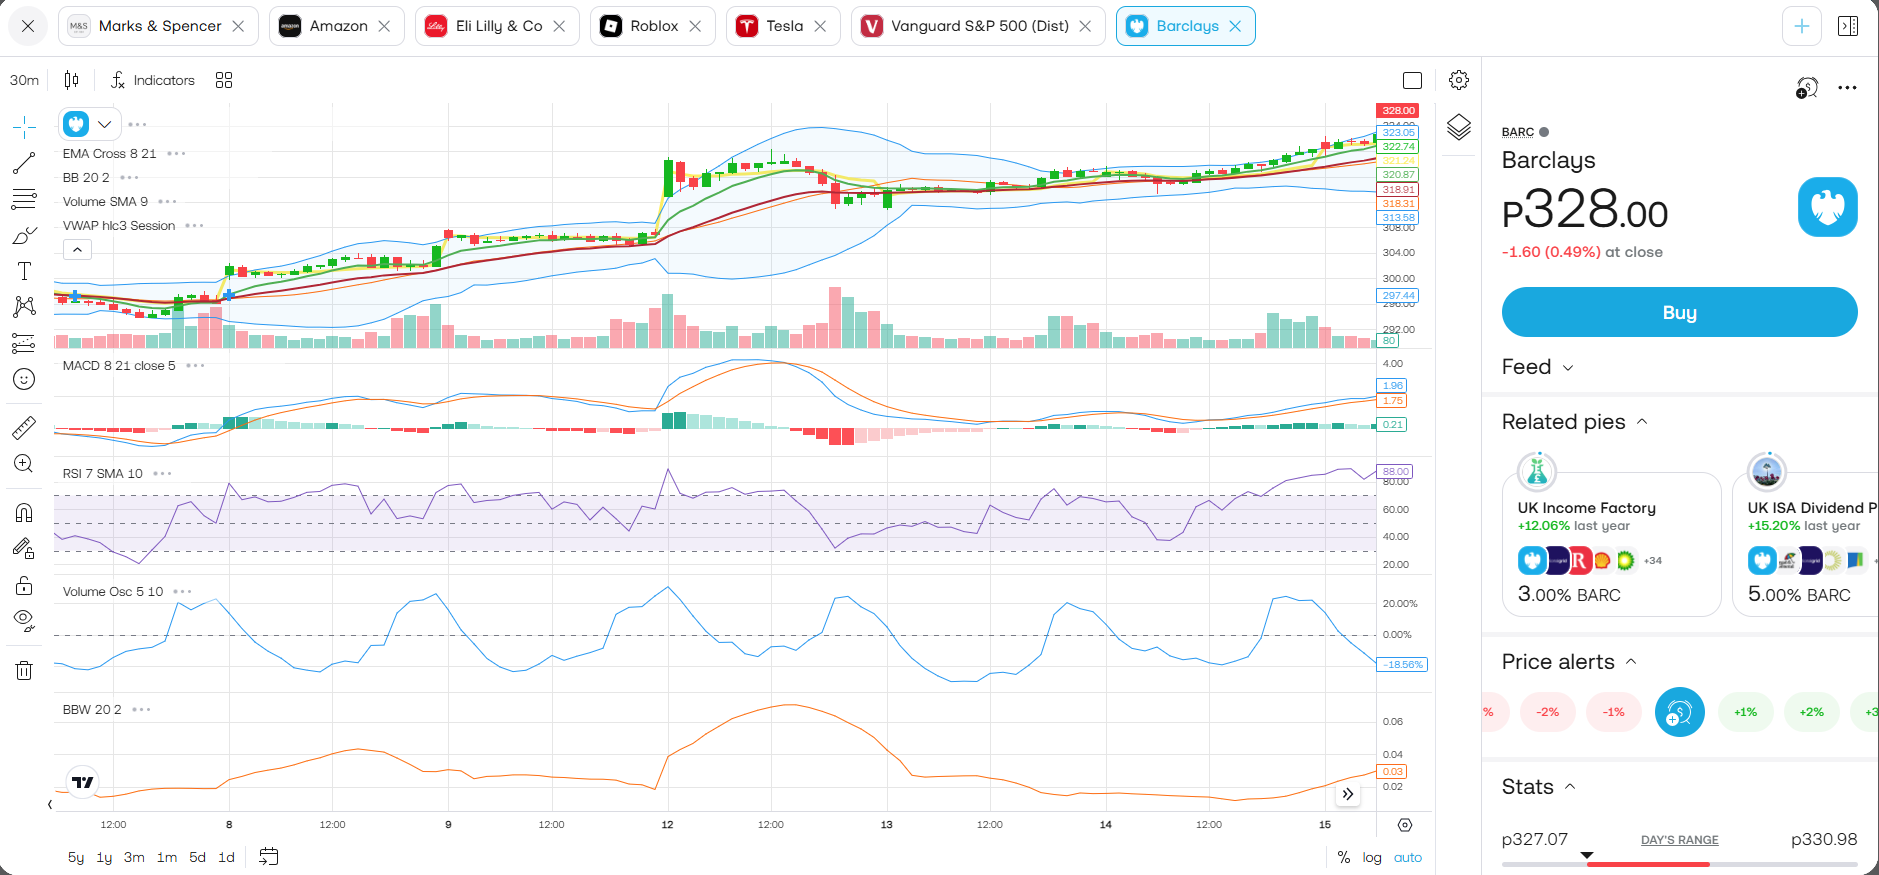 M&S Marks & Spencer
amazon Amazon
Lilly Eli Lilly & Co
Roblox
Tesla
Vanguard S&P 500 (Dist)
Barclays
30m
Indicators
EMA Cross 8 21
BB 20 2
Volume SMA 9
VWAP hlc3 Session
328.00
324.00
323.05
322.74
321.24
320.87
318.91
318.31
313.58
308.00
304.00
300.00
297.44
296.00
292.00
80
MACD 8 21 close 5
4.00
1.96
1.75
0.21
RSI 7 SMA 10
88.00
80.00
60.00
40.00
20.00
Volume Osc 5 10
20.00%
0.00%
-18.56%
BBW 20 2
0.06
0.04
0.03
0.02
12:00 8 12:00 9 12:00 12 12:00 13 12:00 14 12:00 15
5y 1y 3m 1m 5d 1d
% log auto
BARC
Barclays
p328.00
-1.60 (0.49%) at close
Buy
Feed
Related pies
UK Income Factory
+12.06% last year
+34
3.00% BARC
UK ISA Dividend P
+15.20% last year
5.00% BARC
Price alerts
% -2% -1% +1% +2% +3
Stats
p327.07 DAY'S RANGE p330.98